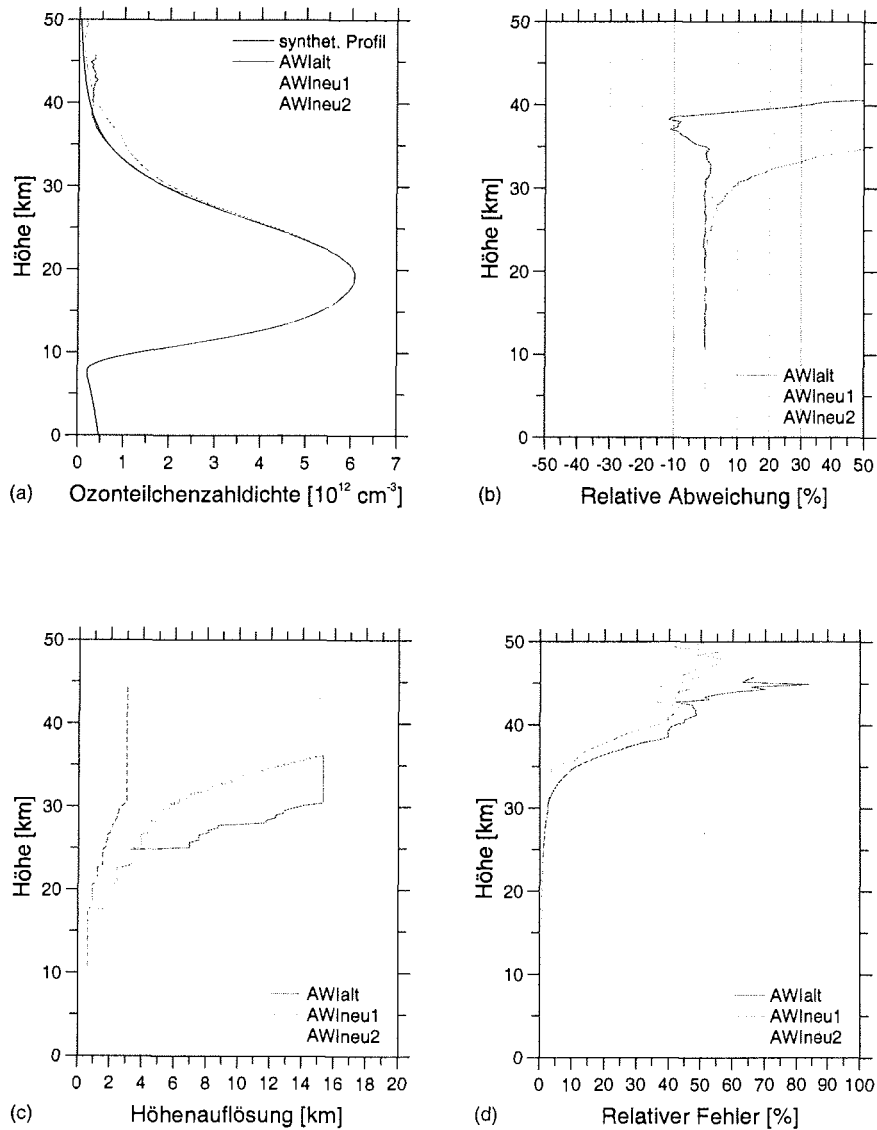 50
40
30
20
10
0
Höhe [km]
synthet. Profil
AWIalt
AWIneu1
AWIneu2
0 1 2 3 4 5 6 7
(a) Ozonteilchenzahldichte [10¹² cm⁻³]
50
40
30
20
10
0
Höhe [km]
AWIalt
AWIneu1
AWIneu2
-50 -40 -30 -20 -10 0 10 20 30 40 50
(b) Relative Abweichung [%]
50
40
30
20
10
0
Höhe [km]
AWIalt
AWIneu1
AWIneu2
0 2 4 6 8 10 12 14 16 18 20
(c) Höhenauflösung [km]
50
40
30
20
10
0
Höhe [km]
AWIalt
AWIneu1
AWIneu2
0 10 20 30 40 50 60 70 80 90 100
(d) Relativer Fehler [%]